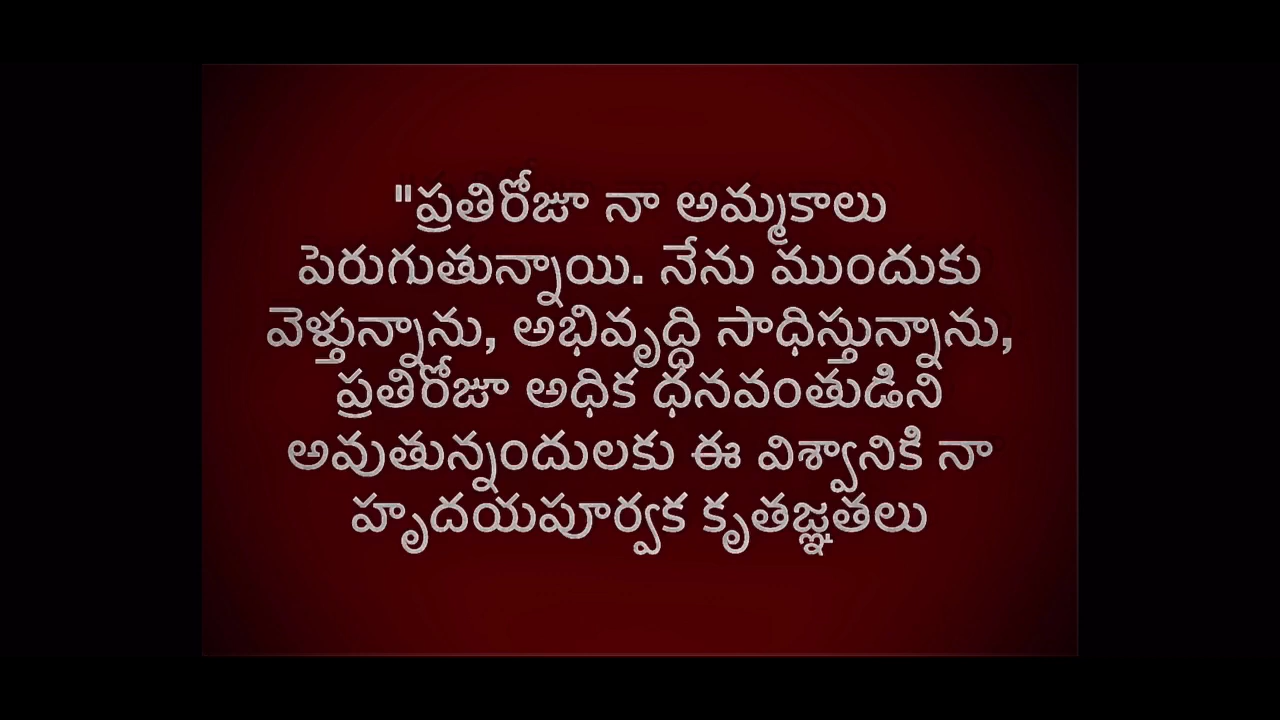 "ప్రతిరోజూ నా అమ్మకాలు
పెరుగుతున్నాయి. నేను ముందుకు
వెళ్తున్నాను, అభివృద్ధి సాధిస్తున్నాను,
ప్రతిరోజూ అధిక ధనవంతుడిని
అవుతున్నందులకు ఈ విశ్వానికి నా
హృదయపూర్వక కృతజ్ఞతలు